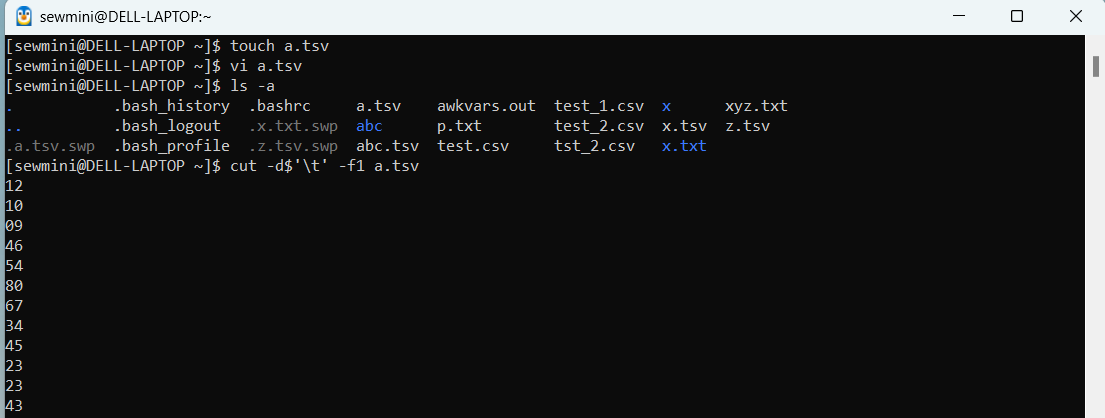 sewmini@DELL-LAPTOP:~
[sewmini@DELL-LAPTOP ~]$ touch a.tsv
[sewmini@DELL-LAPTOP ~]$ vi a.tsv
[sewmini@DELL-LAPTOP ~]$ ls -a
. .bash_history .bashrc a.tsv awkvars.out test_1.csv x xyz.txt
.. .bash_logout .x.txt.swp abc p.txt test_2.csv x.tsv z.tsv
.a.tsv.swp .bash_profile .z.tsv.swp abc.tsv test.csv tst_2.csv x.txt
[sewmini@DELL-LAPTOP ~]$ cut -d$'\t' -f1 a.tsv
12
10
09
46
54
80
67
34
45
23
23
43